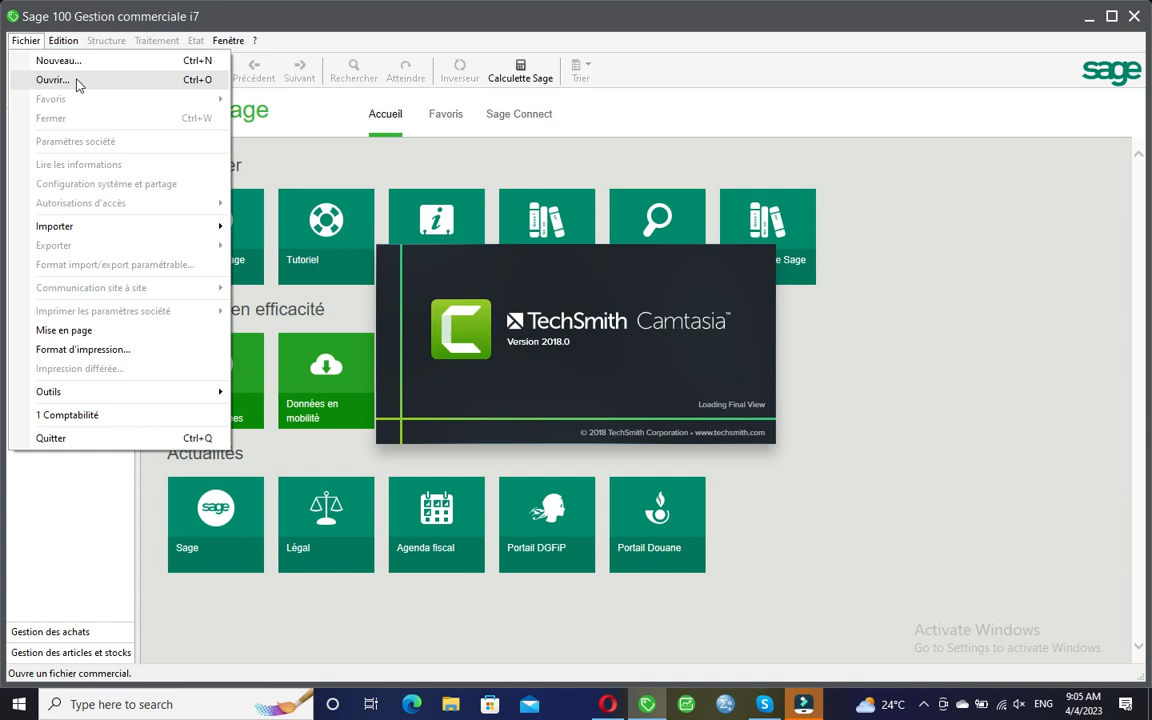 Sage 100 Gestion commerciale i7
Fichier Edition Structure Traitement Etat Fenêtre ?
Nouveau... Ctrl+N
Ouvrir... Ctrl+O
Favoris
Fermer Ctrl+W
Paramètres société
Lire les informations
Configuration système et partage
Autorisations d'accès
Importer
Exporter
Format import/export paramétrable...
Communication site à site
Imprimer les paramètres société
Mise en page
Format d'impression...
Impression différée...
Outils
1 Comptabilité
Quitter Ctrl+Q
Précédent Suivant Rechercher Atteindre Inverseur Calculette Sage Trier
sage
age Accueil Favoris Sage Connect
er
ge Tutoriel e Sage
en efficacité
ées Données en
mobilité
TechSmith Camtasia™
Version 2018.0
Loading Final View
© 2018 TechSmith Corporation • www.techsmith.com
Actualités
sage
Sage Légal Agenda fiscal Portail DGFiP Portail Douane
Gestion des achats
Gestion des articles et stocks
Ouvre un fichier commercial.
Activate Windows
Go to Settings to activate Windows.
Type here to search
24°C ENG 9:05 AM
4/4/2023